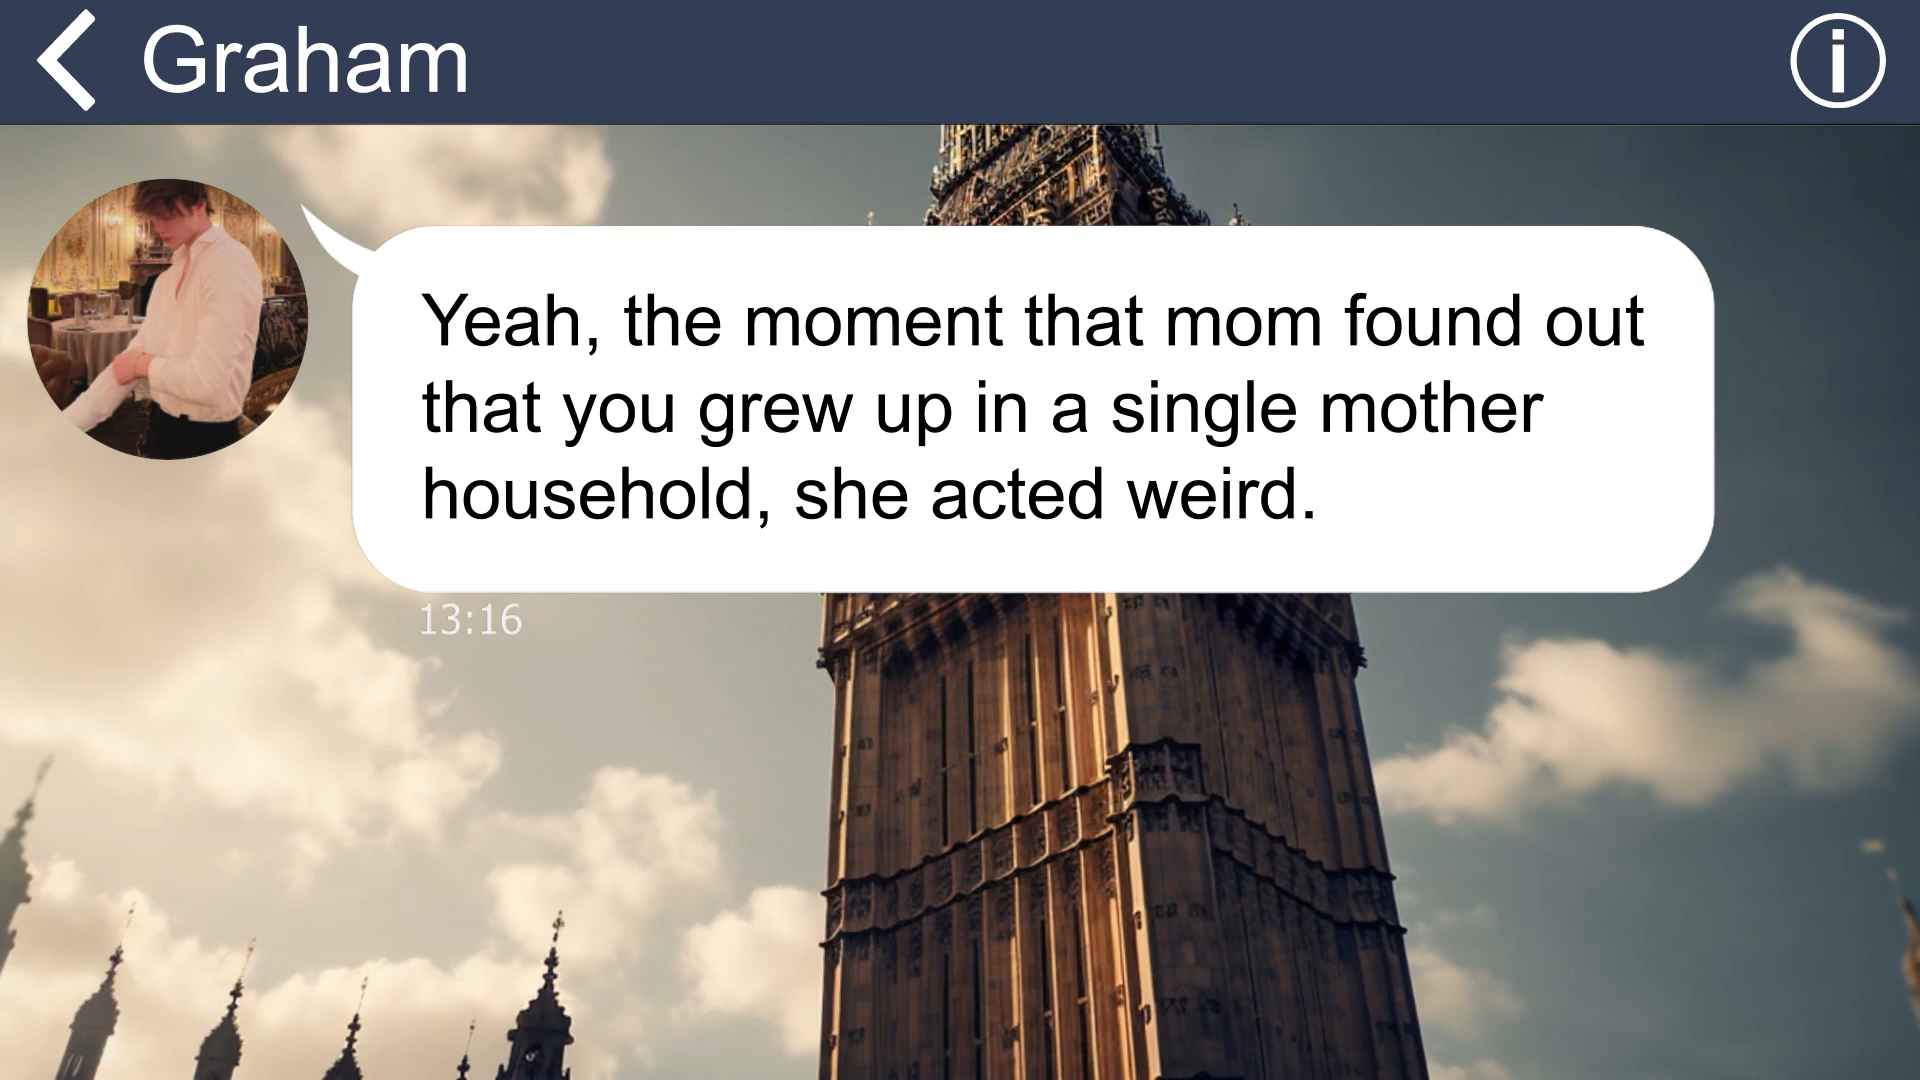 Graham
Yeah, the moment that mom found out
that you grew up in a single mother
household, she acted weird.
13:16